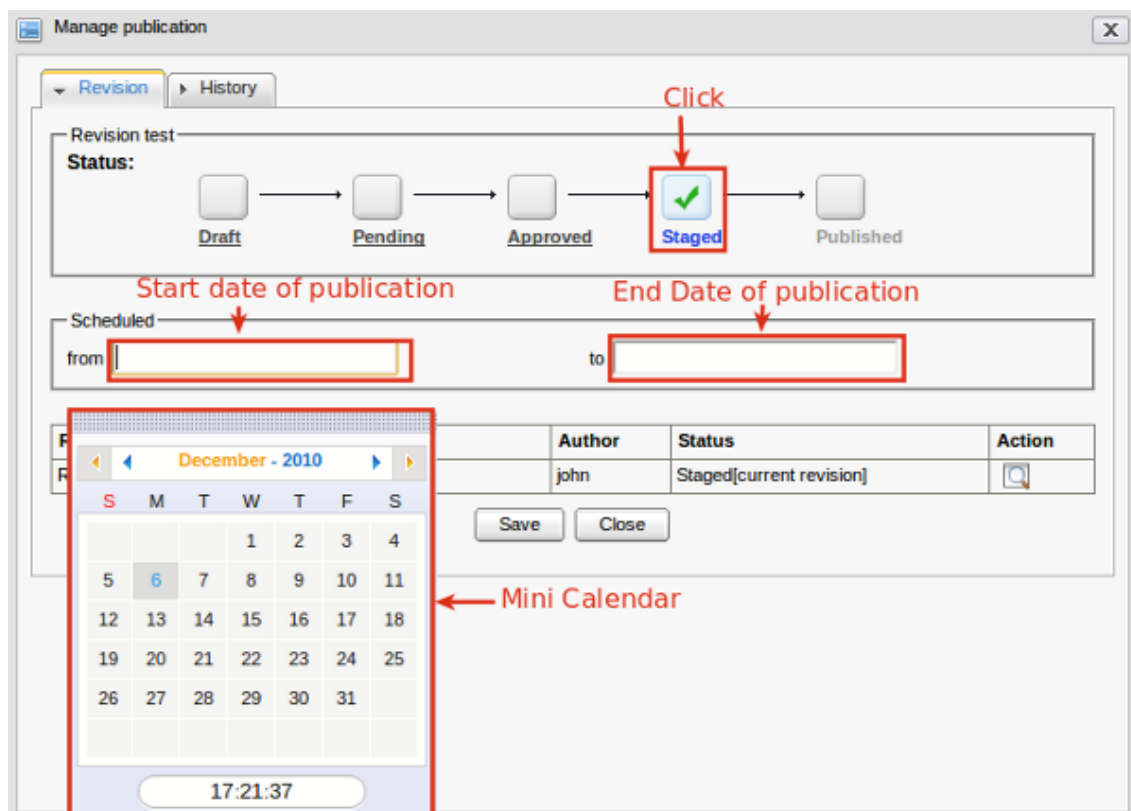 Manage publication
X
Revision History
Click
Revision test
Status:
Draft Pending Approved Staged Published
Start date of publication End Date of publication
Scheduled
from to
Author Status Action
john Staged[current revision]
December - 2010
S M T W T F S
1 2 3 4
5 6 7 8 9 10 11
12 13 14 15 16 17 18
19 20 21 22 23 24 25
26 27 28 29 30 31
17:21:37
Save Close
Mini Calendar